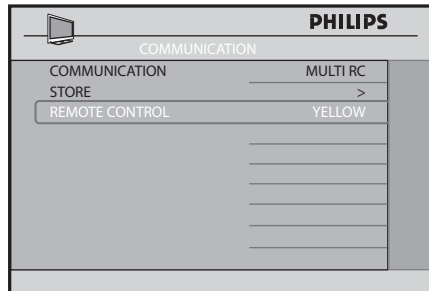 PHILIPS
COMMUNICATION
COMMUNICATION MULTI RC
STORE >
REMOTE CONTROL YELLOW